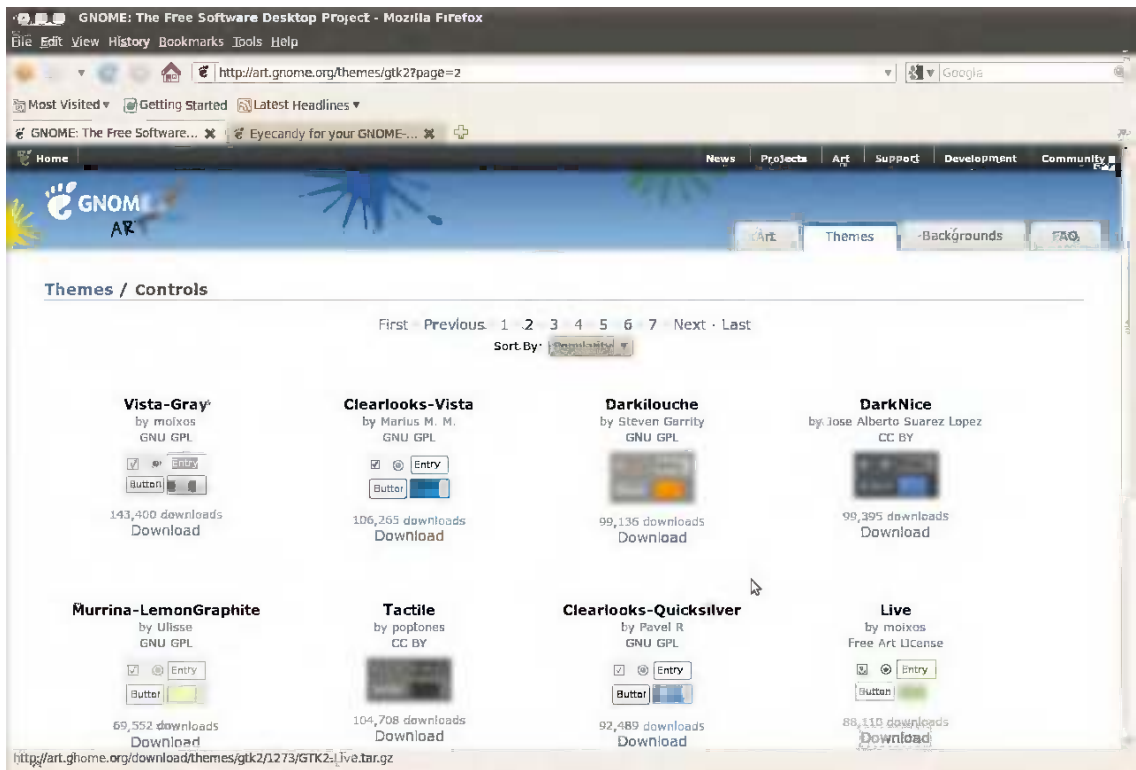 GNOME: The Free Software Desktop Project - Mozilla Firefox
File Edit View History Bookmarks Tools Help
http://art.gnome.org/themes/gtk2?page=2
Google
Most Visited Getting Started Latest Headlines
GNOME: The Free Software... Eyecandy for your GNOME-...
Home News Projects Art Support Development Community
GNOME
ART
Art Themes Backgrounds FAQ
Themes / Controls
First · Previous 1 2 3 4 5 6 7 Next · Last
Sort By: Popularity
Vista-Gray Clearlooks-Vista Darkilouche DarkNice
by moixos by Marius M. M. by Steven Garrity by Jose Alberto Suarez Lopez
GNU GPL GNU GPL GNU GPL CC BY
Entry Entry
Button Button
143,400 downloads 106,265 downloads 99,136 downloads 99,395 downloads
Download Download Download Download
Murrina-LemonGraphite Tactile Clearlooks-Quicksilver Live
by Ulisse by poptones by Pavel R by moixos
GNU GPL CC BY GNU GPL Free Art License
Entry Entry Entry
Button Button Button
69,552 downloads 104,708 downloads 92,489 downloads 88,110 downloads
Download Download Download Download
http://art.gnome.org/download/themes/gtk2/1273/GTK2-Live.tar.gz